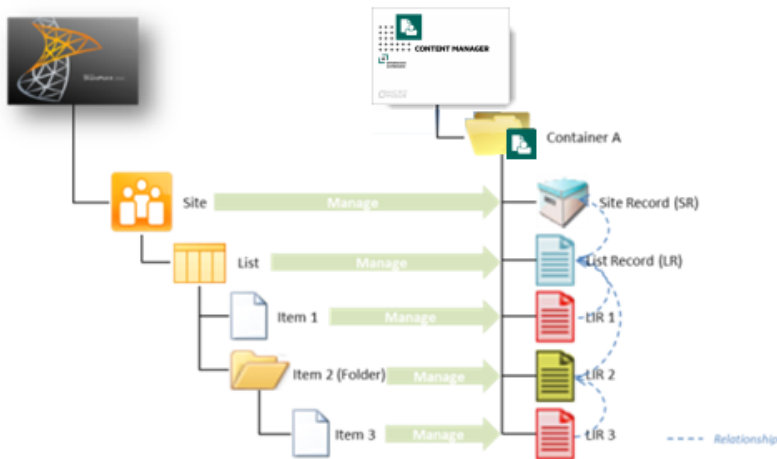 SharePoint
CONTENT MANAGER
Container A
Site
Manage
Site Record (SR)
List
Manage
List Record (LR)
Item 1
Manage
LIR 1
Item 2 (Folder)
Manage
LIR 2
Item 3
Manage
LIR 3
Relationship